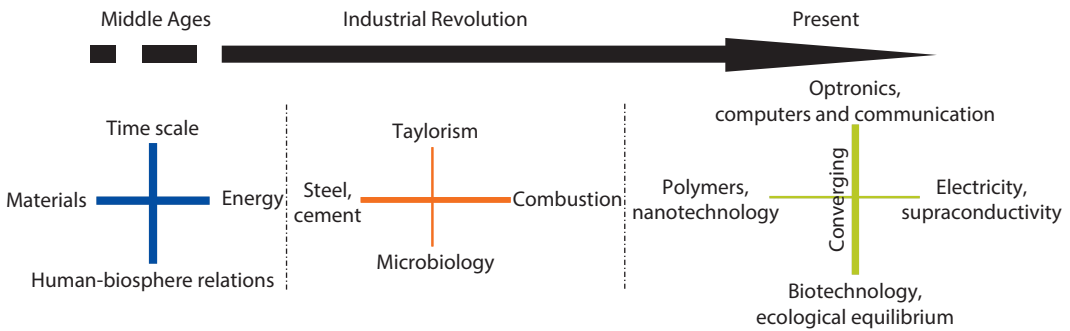 Middle Ages
Industrial Revolution
Present
Time scale
Materials
Energy
Human-biosphere relations
Taylorism
Steel,
cement
Combustion
Microbiology
Optronics,
computers and communication
Polymers,
nanotechnology
Converging
Electricity,
supraconductivity
Biotechnology,
ecological equilibrium